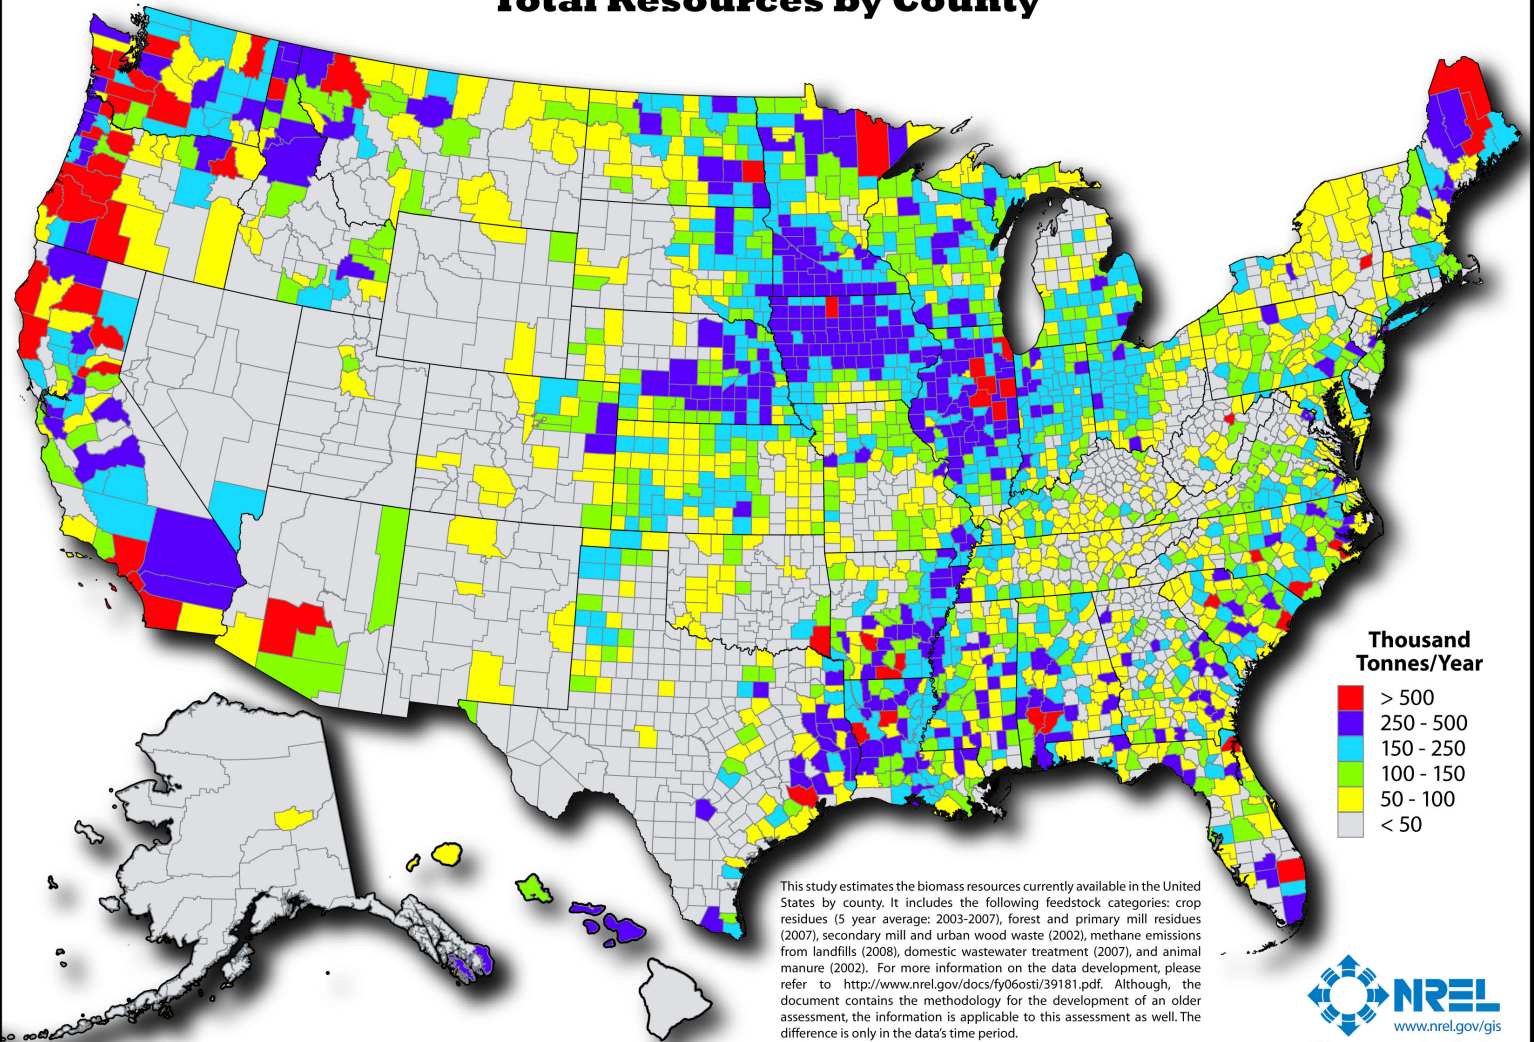 Total Resources by County
Thousand
Tonnes/Year
> 500
250 - 500
150 - 250
100 - 150
50 - 100
< 50
This study estimates the biomass resources currently available in the United
States by county. It includes the following feedstock categories: crop
residues (5 year average: 2003-2007), forest and primary mill residues
(2007), secondary mill and urban wood waste (2002), methane emissions
from landfills (2008), domestic wastewater treatment (2007), and animal
manure (2002). For more information on the data development, please
refer to http://www.nrel.gov/docs/fy06osti/39181.pdf. Although, the
document contains the methodology for the development of an older
assessment, the information is applicable to this assessment as well. The
difference is only in the data's time period.
NREL
www.nrel.gov/gis